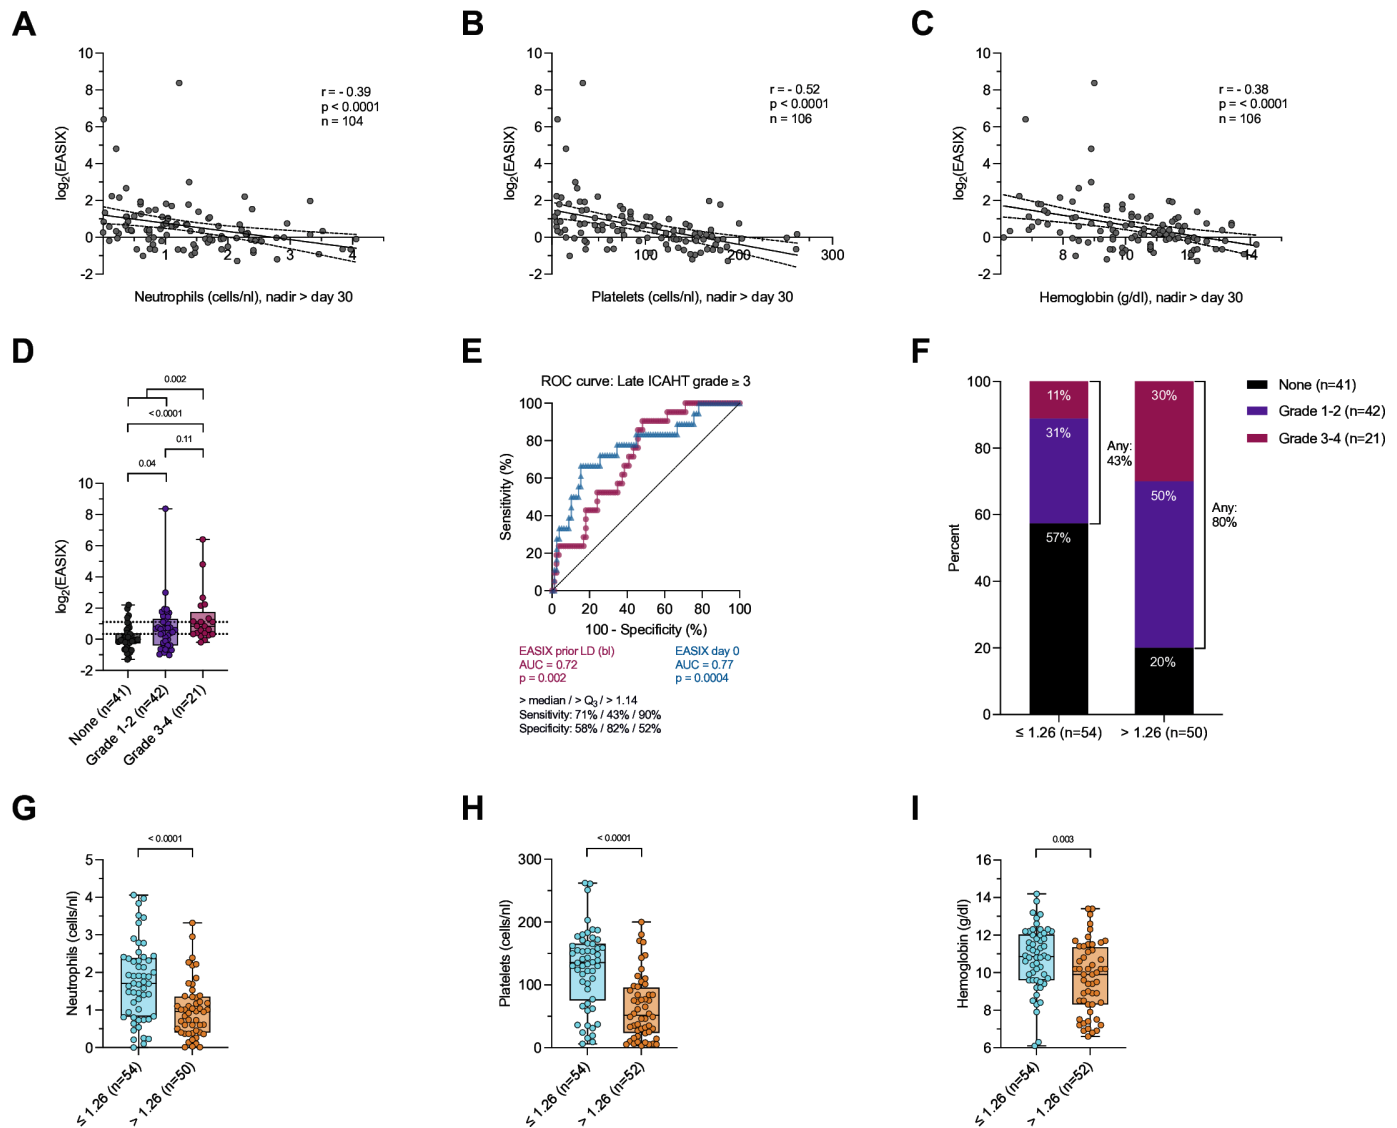 A
10
8
6
4
2
0
-2
log2(EASIX)
r = - 0.39
p < 0.0001
n = 104
1
2
3
4
Neutrophils (cells/nl), nadir > day 30
B
10
8
6
4
2
0
-2
log2(EASIX)
r = - 0.52
p < 0.0001
n = 106
100
200
300
Platelets (cells/nl), nadir > day 30
C
10
8
6
4
2
0
-2
log2(EASIX)
r = - 0.38
p = < 0.0001
n = 106
8
10
12
14
Hemoglobin (g/dl), nadir > day 30
D
0.002
< 0.0001
0.11
0.04
10
8
6
4
2
0
-2
log2(EASIX)
None (n=41)
Grade 1-2 (n=42)
Grade 3-4 (n=21)
E
ROC curve: Late ICAHT grade ≥ 3
100
80
60
40
20
0
Sensitivity (%)
0 20 40 60 80 100
100 - Specificity (%)
EASIX prior LD (bl)
AUC = 0.72
p = 0.002
EASIX day 0
AUC = 0.77
p = 0.0004
> median / > Q3 / > 1.14
Sensitivity: 71% / 43% / 90%
Specificity: 58% / 82% / 52%
F
100
80
60
40
20
0
Percent
11%
31%
57%
Any:
43%
30%
50%
20%
Any:
80%
≤ 1.26 (n=54)
> 1.26 (n=50)
None (n=41)
Grade 1-2 (n=42)
Grade 3-4 (n=21)
G
< 0.0001
5
4
3
2
1
0
Neutrophils (cells/nl)
≤ 1.26 (n=54)
> 1.26 (n=50)
H
< 0.0001
300
200
100
0
Platelets (cells/nl)
≤ 1.26 (n=54)
> 1.26 (n=52)
I
0.003
16
14
12
10
8
6
Hemoglobin (g/dl)
≤ 1.26 (n=54)
> 1.26 (n=52)